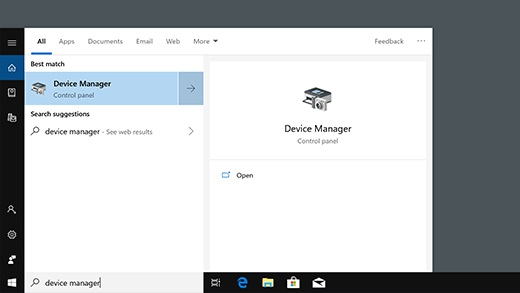 All Apps Documents Email Web More Feedback ...
Best match
Device Manager
Control panel
Search suggestions
device manager - See web results
Device Manager
Control panel
Open
device manager